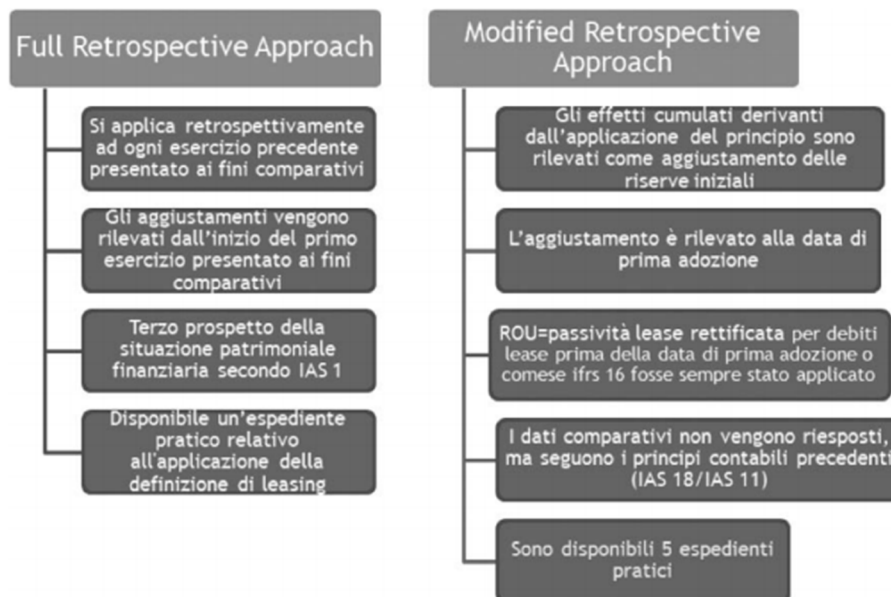 Full Retrospective Approach
Si applica retrospettivamente
ad ogni esercizio precedente
presentato ai fini comparativi
Gli aggiustamenti vengono
rilevati dall'inizio del primo
esercizio presentato ai fini
comparativi
Terzo prospetto della
situazione patrimoniale
finanziaria secondo IAS 1
Disponibile un'espediente
pratico relativo
all'applicazione della
definizione di leasing
Modified Retrospective
Approach
Gli effetti cumulati derivanti
dall'applicazione del principio sono
rilevati come aggiustamento delle
riserve iniziali
L'aggiustamento è rilevato alla data di
prima adozione
ROU=passività lease rettificata per debiti
lease prima della data di prima adozione o
comese ifrs 16 fosse sempre stato applicato
I dati comparativi non vengono riesposti,
ma seguono i principi contabili precedenti
(IAS 18/IAS 11)
Sono disponibili 5 espedienti
pratici